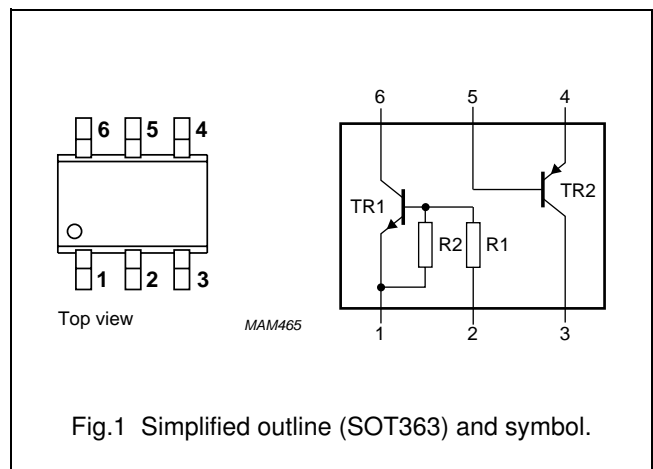 6 5 4
1 2 3
Top view
MAM465
6 5 4
TR1
TR2
R2 R1
1 2 3
Fig.1 Simplified outline (SOT363) and symbol.